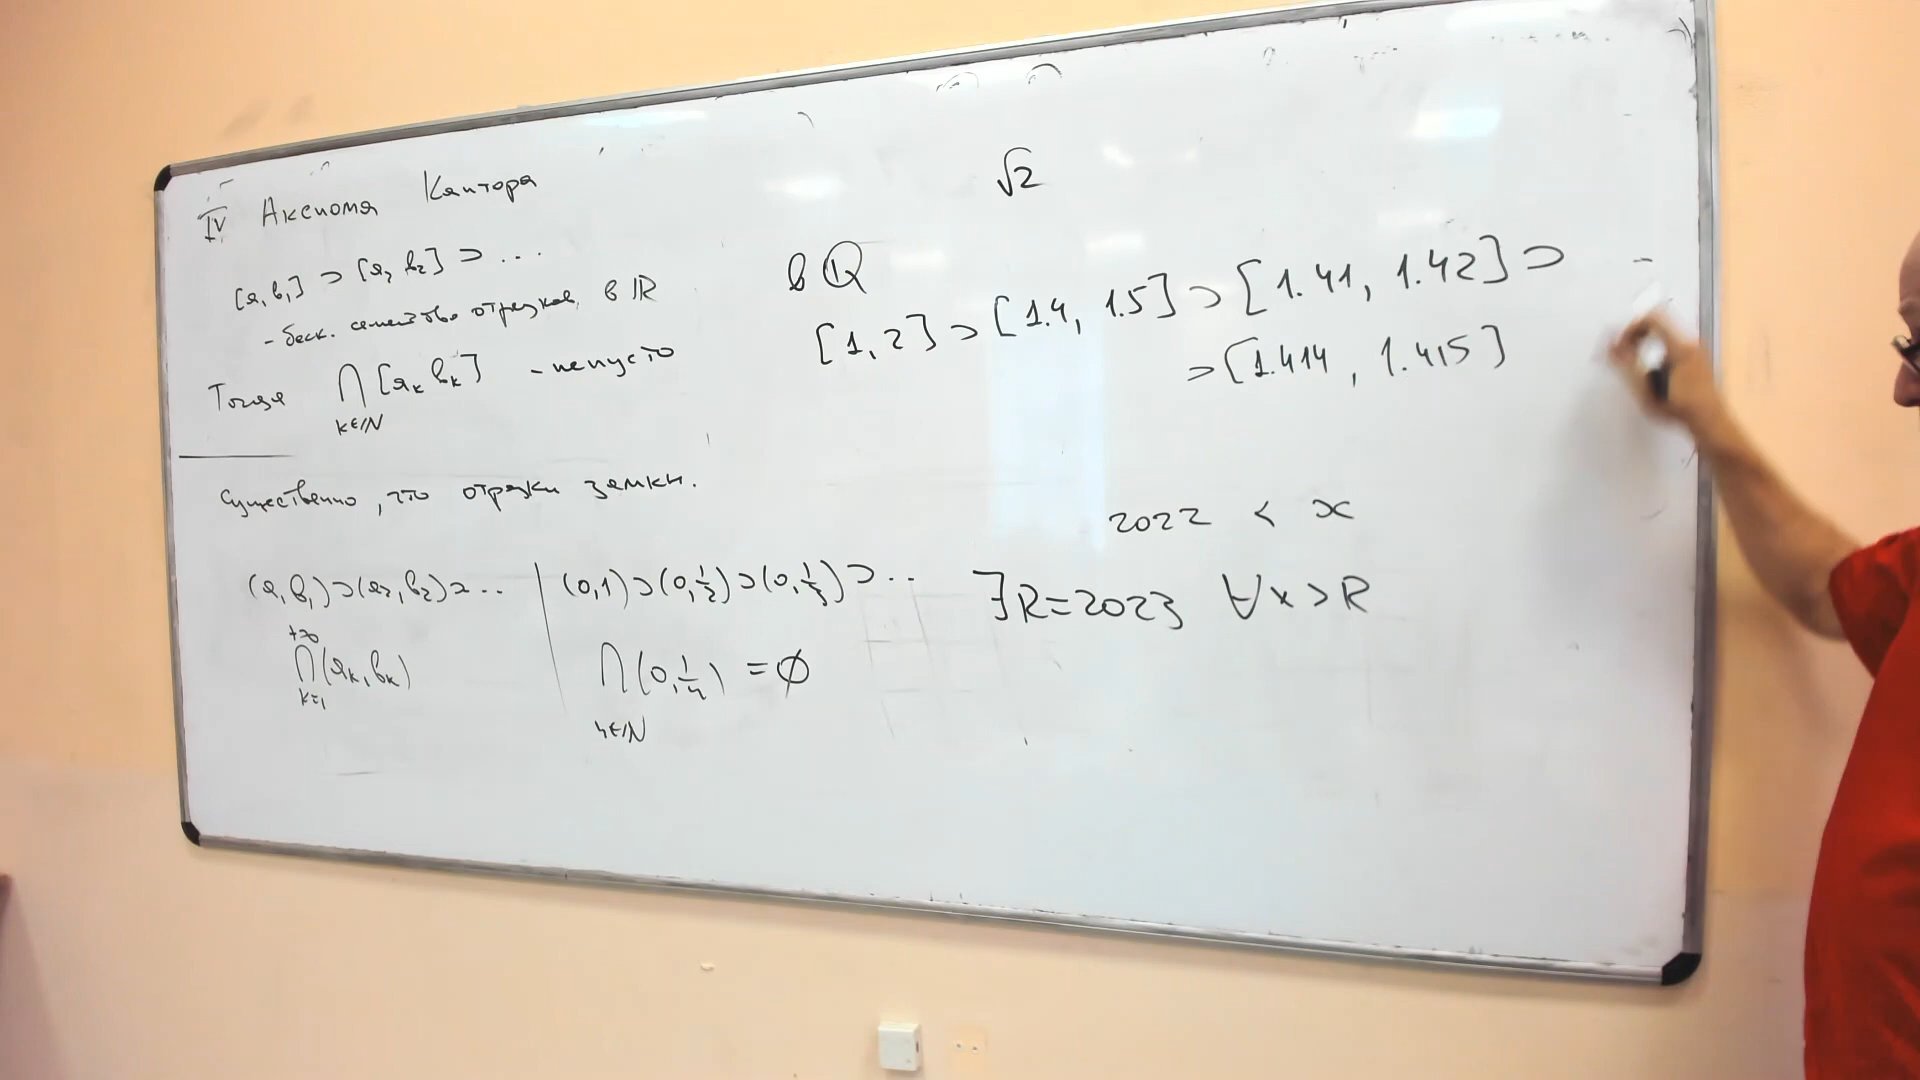 IV Аксиома Кантора
[a₁ b₁] ⊃ [a₂ b₂] ⊃ ...
- беск. семейство отрезков в ℝ
Тогда ⋂ [aₖ bₖ] - непусто
k∈ℕ
Существенно, что отрезки замкн.
(a₁ b₁) ⊃ (a₂, b₂) ⊃ ..
+∞
⋂ (aₖ, bₖ)
k=1
(0,1) ⊃ (0, 1/2) ⊃ (0, 1/3) ⊃ ..
⋂ (0, 1/n) = ∅
n∈ℕ
√2
в ℚ
[1, 2] ⊃ [1.4, 1.5] ⊃ [1.41, 1.42] ⊃
⊃ [1.414, 1.415]
2022 < x
∃R=2023 ∀x > R